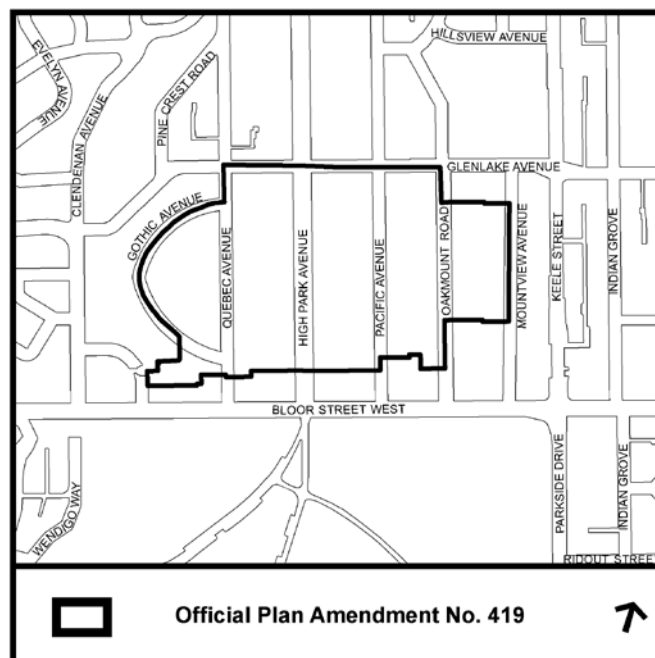 HILLSVIEW AVENUE
EVELYN AVENUE
PINE CREST ROAD
CLENDENAN AVENUE
GLENLAKE AVENUE
GOTHIC AVENUE
QUEBEC AVENUE
HIGH PARK AVENUE
PACIFIC AVENUE
OAKMOUNT ROAD
MOUNTVIEW AVENUE
KEELE STREET
INDIAN GROVE
BLOOR STREET WEST
WENDIGO WAY
PARKSIDE DRIVE
INDIAN GROVE
RIDOUT STREET
Official Plan Amendment No. 419